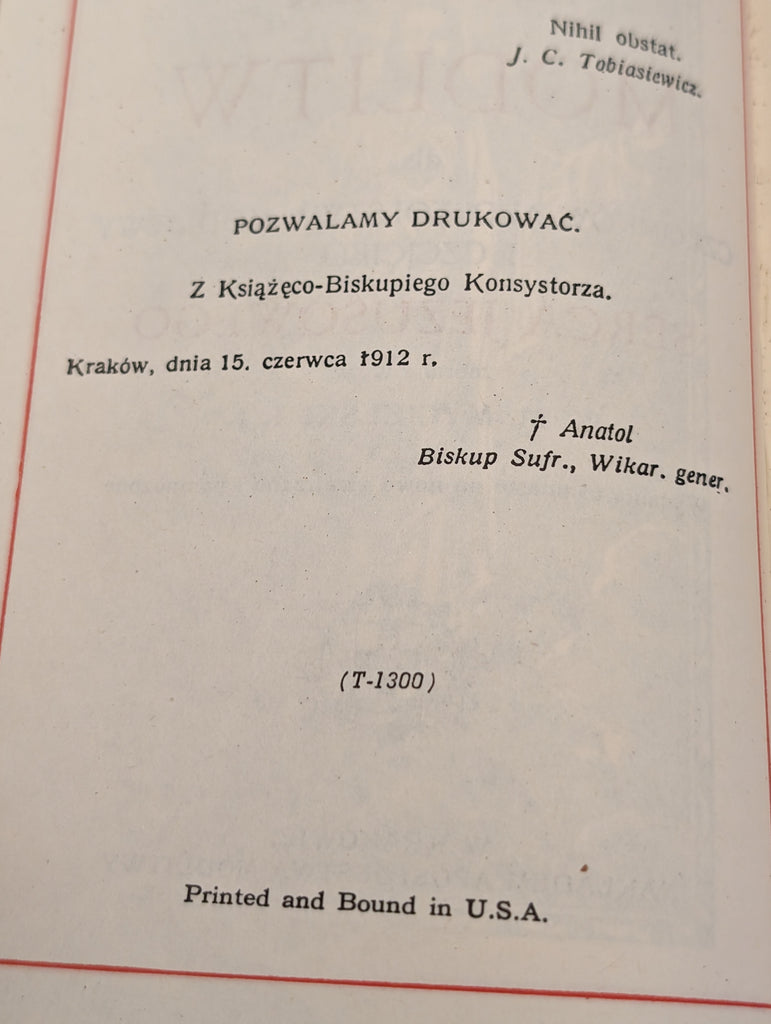 Nihil obstat.
J. C. Tobiasiewicz.
POZWALAMY DRUKOWAĆ.
Z Książęco-Biskupiego Konsystorza.
Kraków, dnia 15. czerwca 1912 r.
† Anatol
Biskup Sufr., Wikar. gener.
(T-1300)
Printed and Bound in U.S.A.